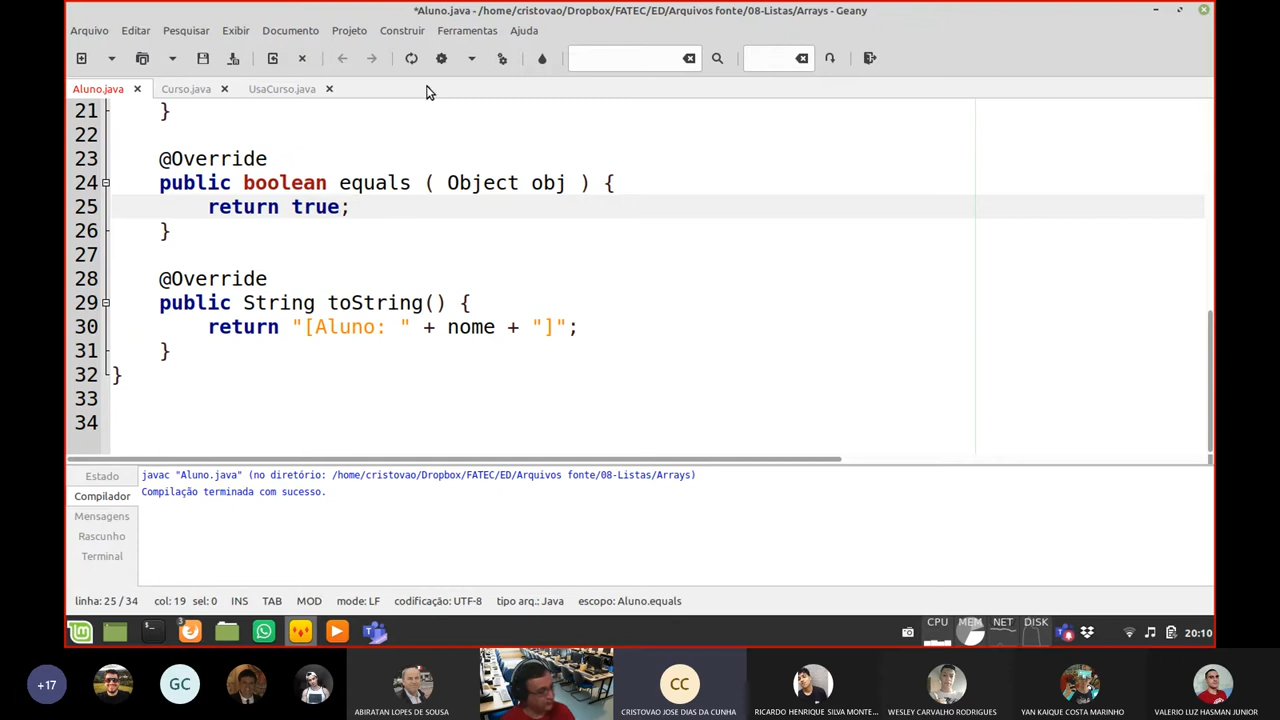 *Aluno.java - /home/cristovao/Dropbox/FATEC/ED/Arquivos fonte/08-Listas/Arrays - Geany
Arquivo Editar Pesquisar Exibir Documento Projeto Construir Ferramentas Ajuda
Aluno.java Curso.java UsaCurso.java
21 }
22
23 @Override
24 public boolean equals ( Object obj ) {
25 return true;
26 }
27
28 @Override
29 public String toString() {
30 return "[Aluno: " + nome + "]";
31 }
32 }
33
34
Estado
Compilador
Mensagens
Rascunho
Terminal
javac "Aluno.java" (no diretório: /home/cristovao/Dropbox/FATEC/ED/Arquivos fonte/08-Listas/Arrays)
Compilação terminada com sucesso.
linha: 25 / 34 col: 19 sel: 0 INS TAB MOD mode: LF codificação: UTF-8 tipo arq.: Java escopo: Aluno.equals
3 CPU MEM NET DISK 20:10
+17 GC CC
ABIRATAN LOPES DE SOUSA CRISTOVAO JOSE DIAS DA CUNHA RICARDO HENRIQUE SILVA MONTE... WESLEY CARVALHO RODRIGUES YAN KAIQUE COSTA MARINHO VALERIO LUZ HASMAN JUNIOR